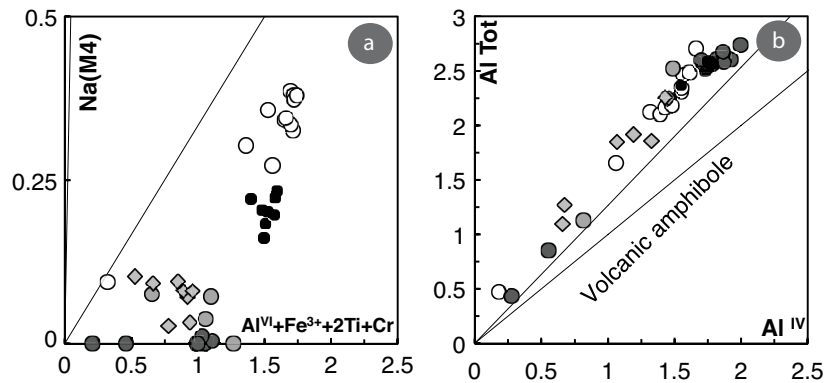 a
Na(M4)
0.5
0.25
0
Al^VI+Fe^3++2Ti+Cr
0 0.5 1 1.5 2.5
b
Al Tot
3
2.5
2
1.5
1
0.5
0
Volcanic amphibole
Al IV
0 0.5 1 1.5 2 2.5